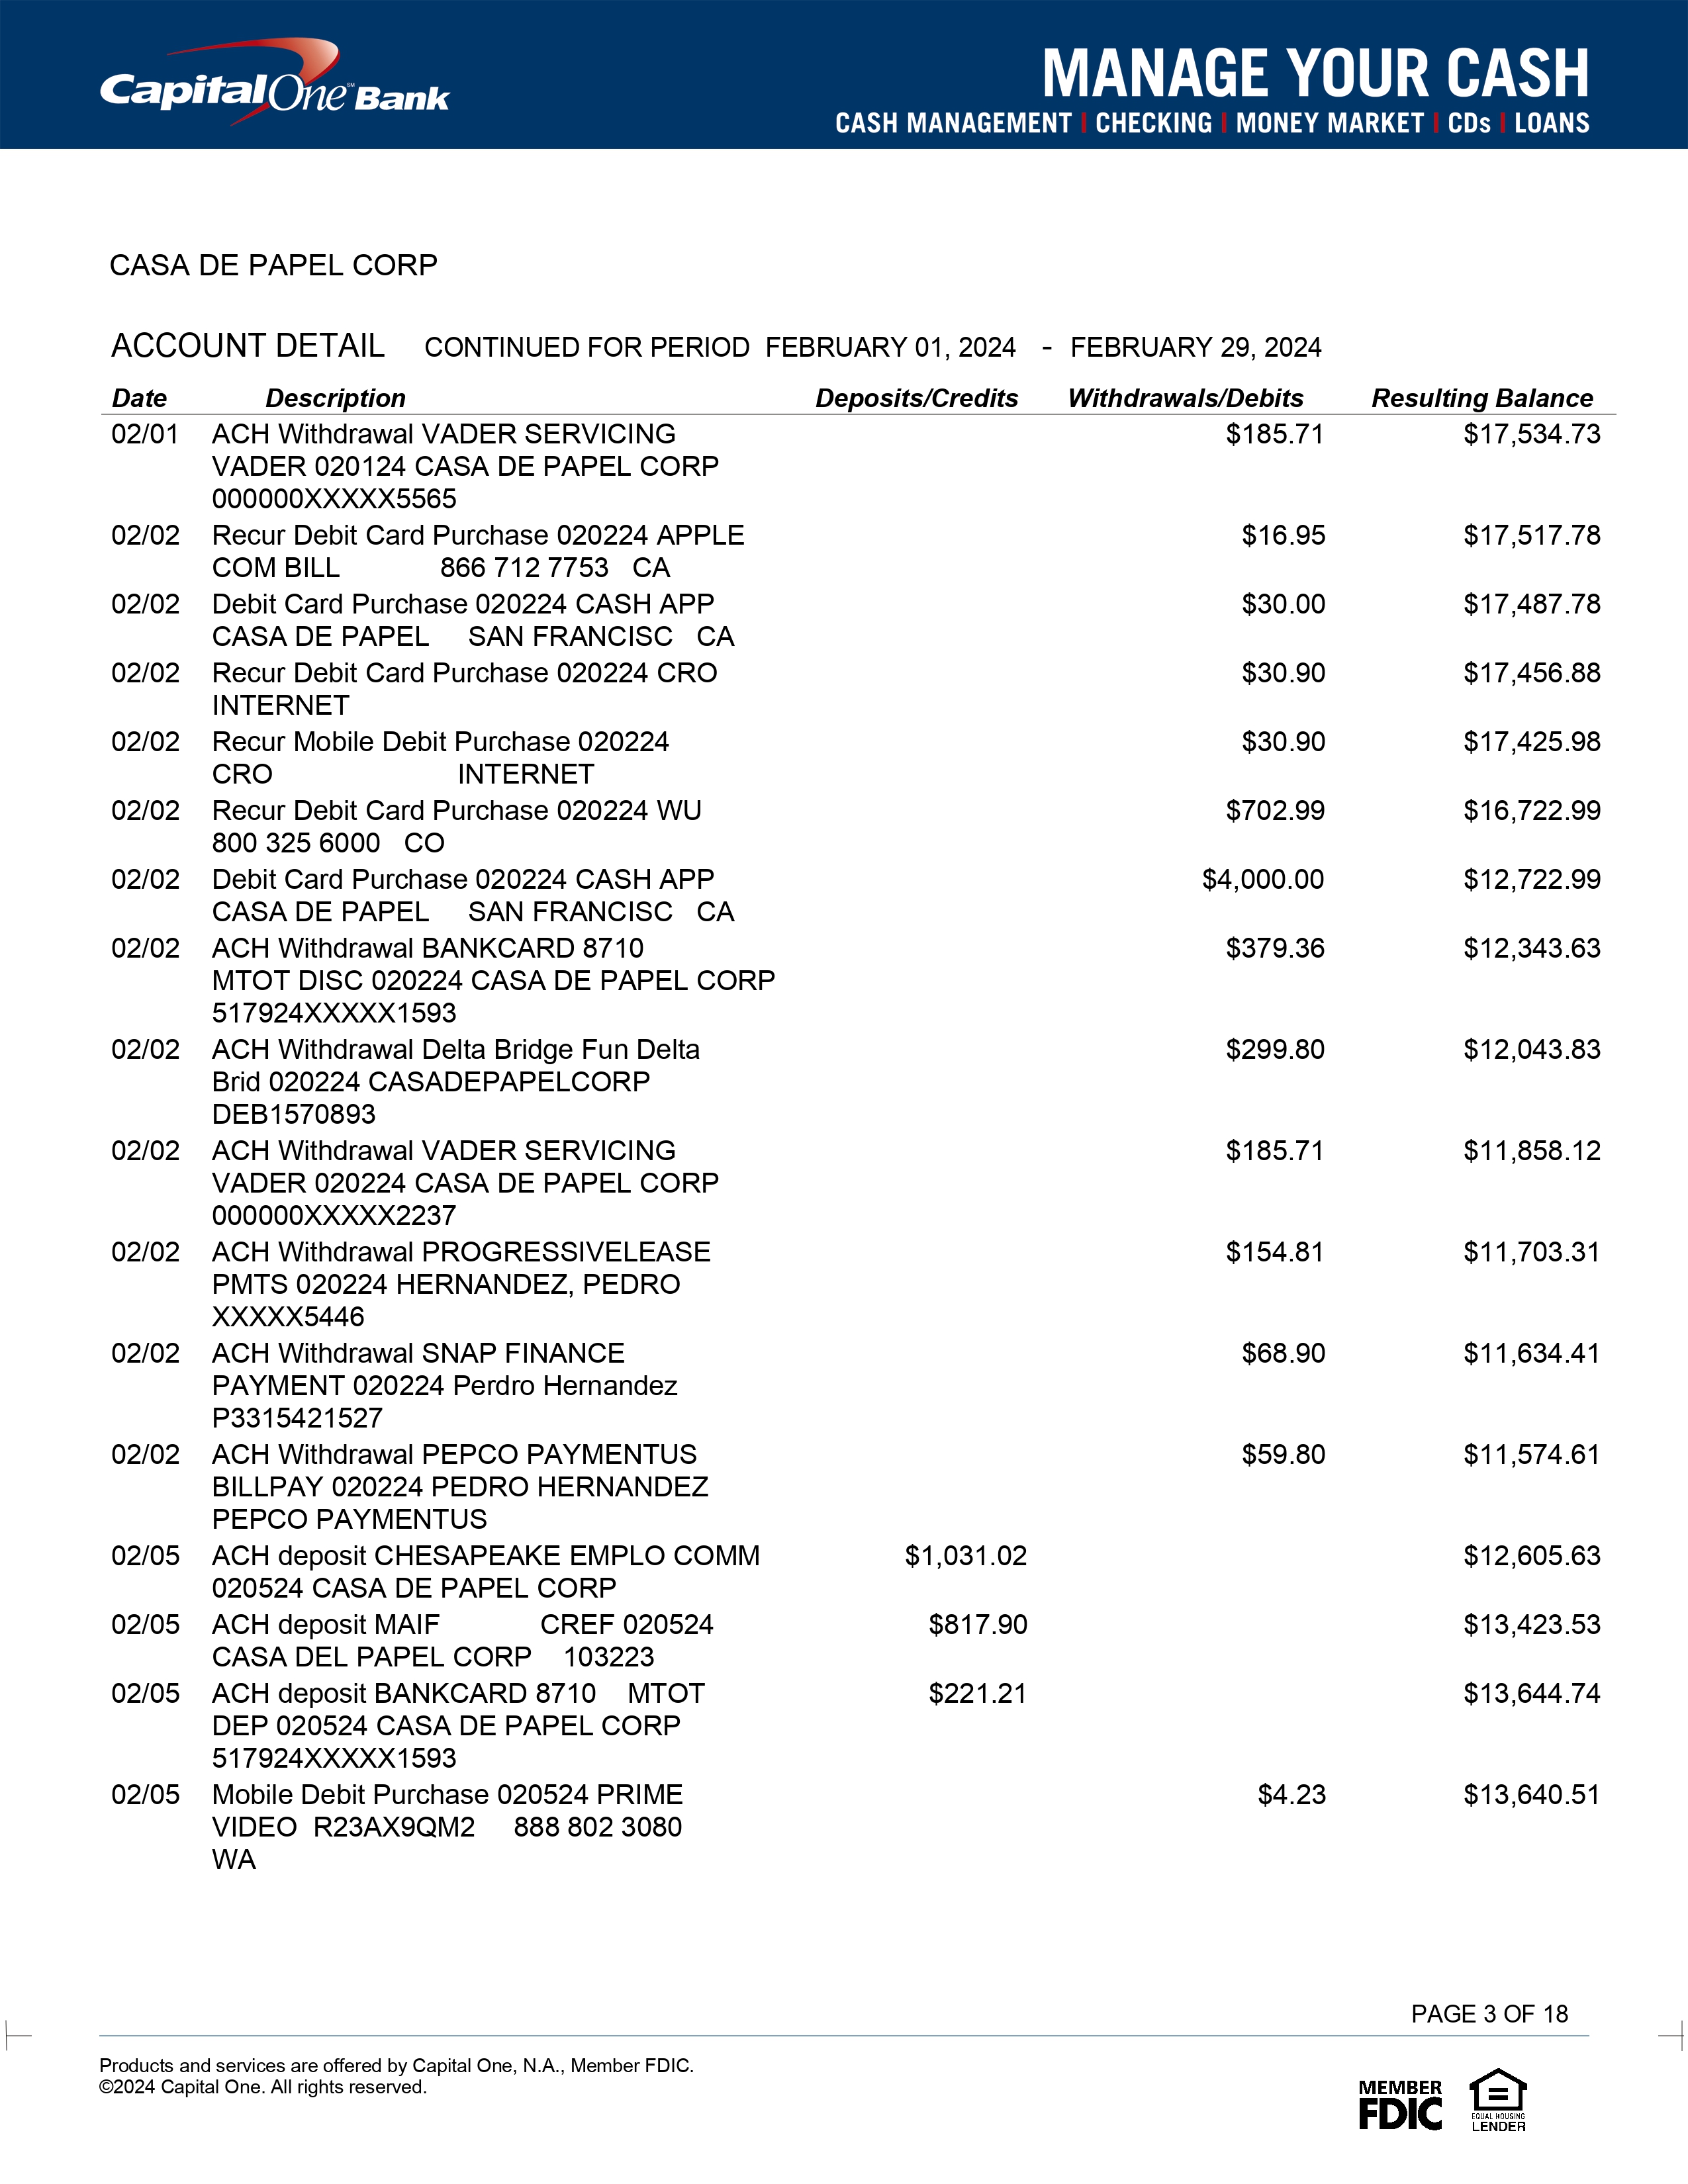 CapitalOne Bank
MANAGE YOUR CASH
CASH MANAGEMENT | CHECKING | MONEY MARKET | CDs | LOANS
CASA DE PAPEL CORP
ACCOUNT DETAIL CONTINUED FOR PERIOD FEBRUARY 01, 2024 - FEBRUARY 29, 2024
Date Description Deposits/Credits Withdrawals/Debits Resulting Balance
02/01 ACH Withdrawal VADER SERVICING $185.71 $17,534.73
VADER 020124 CASA DE PAPEL CORP
000000XXXXX5565
02/02 Recur Debit Card Purchase 020224 APPLE $16.95 $17,517.78
COM BILL 866 712 7753 CA
02/02 Debit Card Purchase 020224 CASH APP $30.00 $17,487.78
CASA DE PAPEL SAN FRANCISC CA
02/02 Recur Debit Card Purchase 020224 CRO $30.90 $17,456.88
INTERNET
02/02 Recur Mobile Debit Purchase 020224 $30.90 $17,425.98
CRO INTERNET
02/02 Recur Debit Card Purchase 020224 WU $702.99 $16,722.99
800 325 6000 CO
02/02 Debit Card Purchase 020224 CASH APP $4,000.00 $12,722.99
CASA DE PAPEL SAN FRANCISC CA
02/02 ACH Withdrawal BANKCARD 8710 $379.36 $12,343.63
MTOT DISC 020224 CASA DE PAPEL CORP
517924XXXXX1593
02/02 ACH Withdrawal Delta Bridge Fun Delta $299.80 $12,043.83
Brid 020224 CASADEPAPELCORP
DEB1570893
02/02 ACH Withdrawal VADER SERVICING $185.71 $11,858.12
VADER 020224 CASA DE PAPEL CORP
000000XXXXX2237
02/02 ACH Withdrawal PROGRESSIVELEASE $154.81 $11,703.31
PMTS 020224 HERNANDEZ, PEDRO
XXXXX5446
02/02 ACH Withdrawal SNAP FINANCE $68.90 $11,634.41
PAYMENT 020224 Perdro Hernandez
P3315421527
02/02 ACH Withdrawal PEPCO PAYMENTUS $59.80 $11,574.61
BILLPAY 020224 PEDRO HERNANDEZ
PEPCO PAYMENTUS
02/05 ACH deposit CHESAPEAKE EMPLO COMM $1,031.02 $12,605.63
020524 CASA DE PAPEL CORP
02/05 ACH deposit MAIF CREF 020524 $817.90 $13,423.53
CASA DEL PAPEL CORP 103223
02/05 ACH deposit BANKCARD 8710 MTOT $221.21 $13,644.74
DEP 020524 CASA DE PAPEL CORP
517924XXXXX1593
02/05 Mobile Debit Purchase 020524 PRIME $4.23 $13,640.51
VIDEO R23AX9QM2 888 802 3080
WA
PAGE 3 OF 18
Products and services are offered by Capital One, N.A., Member FDIC.
©2024 Capital One. All rights reserved.
MEMBER
FDIC
EQUAL HOUSING
LENDER